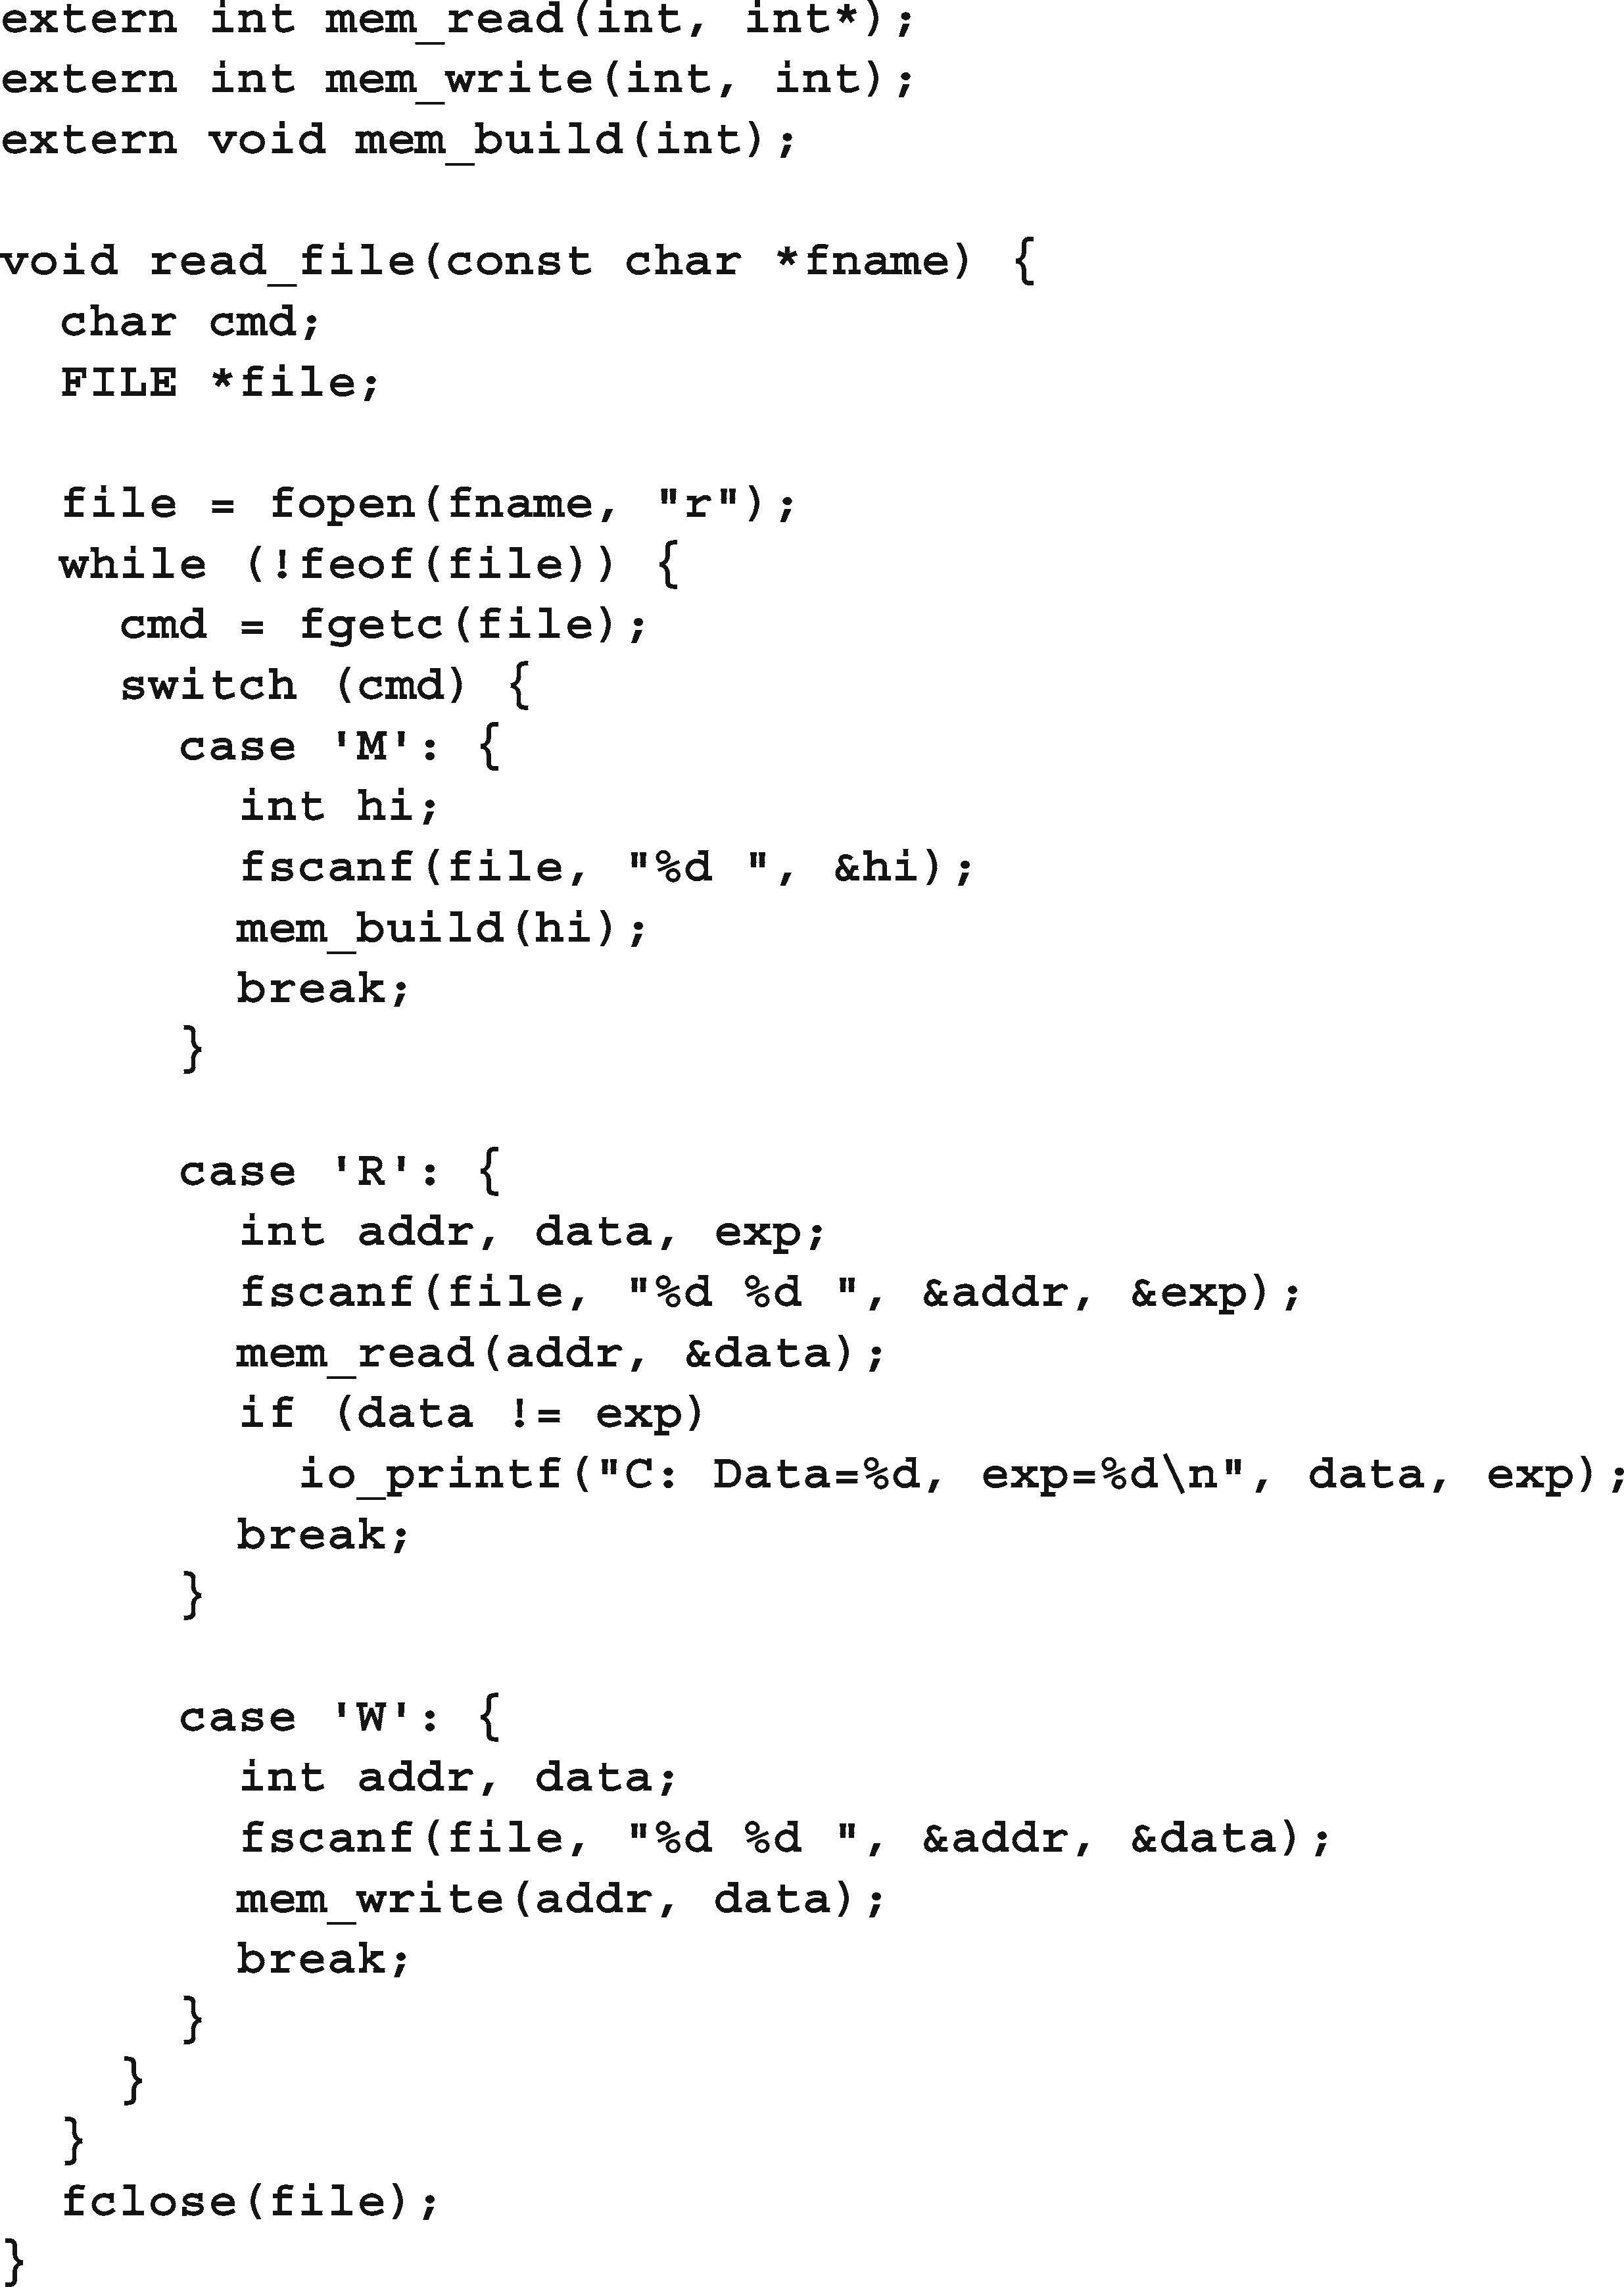 extern int mem_read(int, int*);
extern int mem_write(int, int);
extern void mem_build(int);

void read_file(const char *fname) {
  char cmd;
  FILE *file;

  file = fopen(fname, "r");
  while (!feof(file)) {
    cmd = fgetc(file);
    switch (cmd) {
      case 'M': {
        int hi;
        fscanf(file, "%d ", &hi);
        mem_build(hi);
        break;
      }

      case 'R': {
        int addr, data, exp;
        fscanf(file, "%d %d ", &addr, &exp);
        mem_read(addr, &data);
        if (data != exp)
          io_printf("C: Data=%d, exp=%d\n", data, exp);
        break;
      }

      case 'W': {
        int addr, data;
        fscanf(file, "%d %d ", &addr, &data);
        mem_write(addr, data);
        break;
      }
    }
  }
  fclose(file);
}